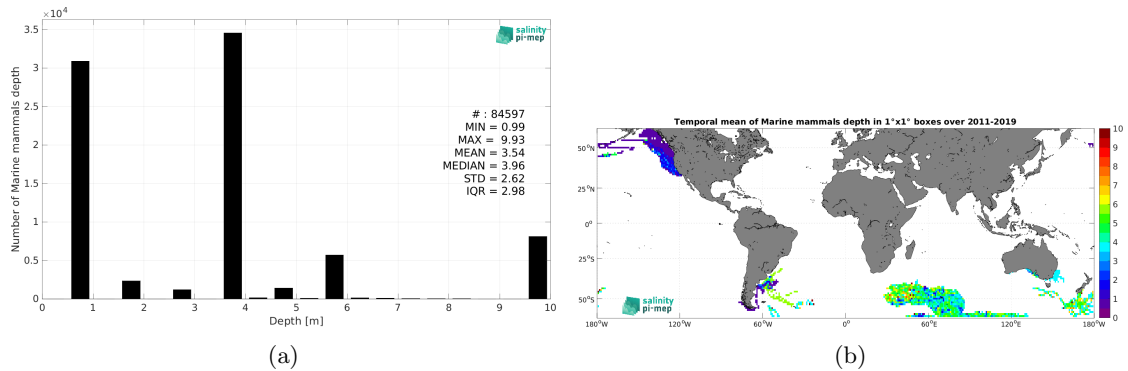 ×10⁴
3.5
3
2.5
2
1.5
1
0.5
0
Number of Marine mammals depth
salinity
pi-mep
# : 84597
MIN = 0.99
MAX = 9.93
MEAN = 3.54
MEDIAN = 3.96
STD = 2.62
IQR = 2.98
0 1 2 3 4 5 6 7 8 9 10
Depth [m]
(a)
Temporal mean of Marine mammals depth in 1°x1° boxes over 2011-2019
50°N
25°N
0°
25°S
50°S
180°W 120°W 60°W 0° 60°E 120°E 180°W
salinity
pi-mep
10
9
8
7
6
5
4
3
2
1
0
(b)